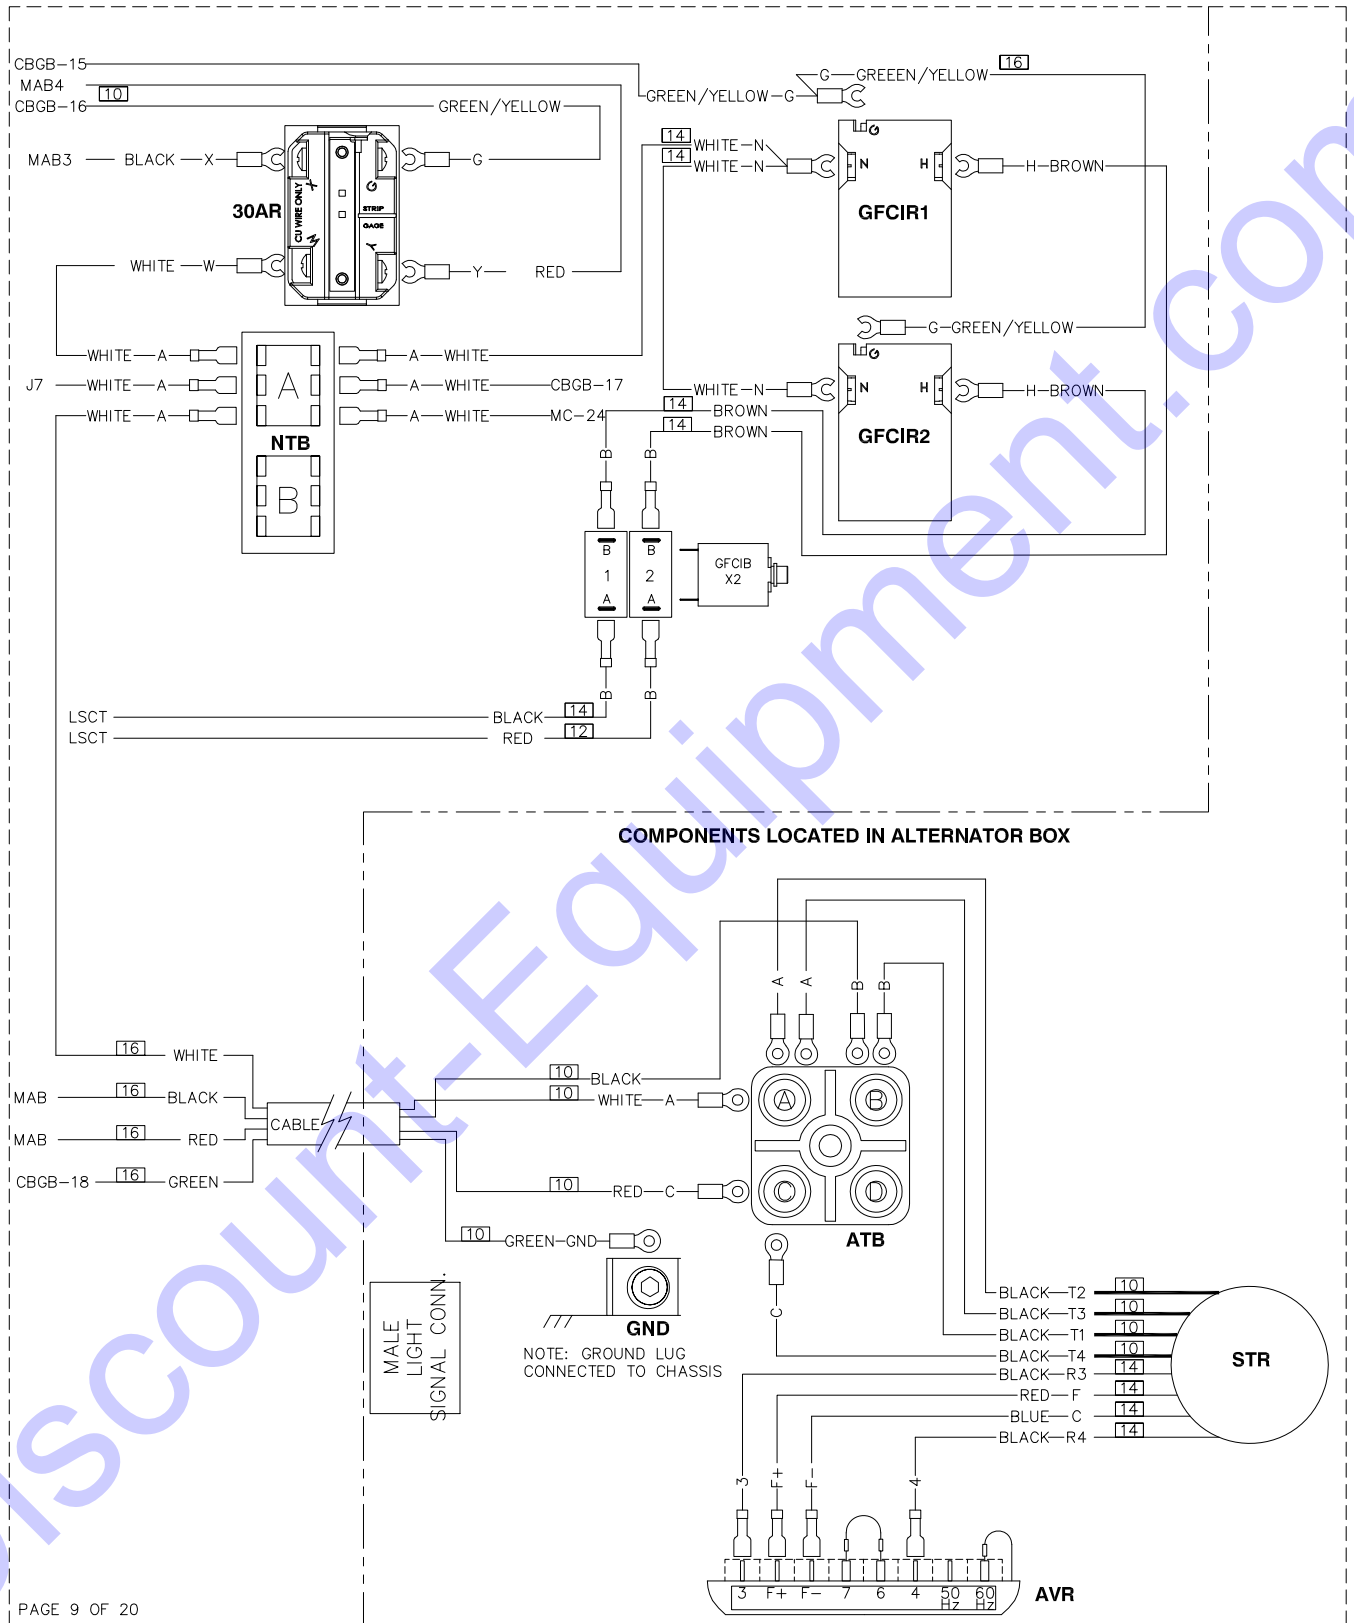 CBGB-15
MAB4
10
CBGB-16
GREEN/YELLOW
GREEN/YELLOW-G
G GREEEN/YELLOW
16
MAB3 BLACK X
G
30AR
CU WIRE ONLY
X
G
STRIP
GAGE
W
Y
WHITE W
Y RED
14
WHITE-N
14
WHITE-N
G
N H
H-BROWN
GFCIR1
G-GREEN/YELLOW
WHITE A
A WHITE
J7 WHITE A
A WHITE CBGB-17
WHITE A
A WHITE MC-24
A
NTB
B
WHITE-N
G
N H
H-BROWN
GFCIR2
14 BROWN
14 BROWN
B B
B B
1 2
A A
GFCIB
X2
B B
LSCT BLACK 14
LSCT RED 12
COMPONENTS LOCATED IN ALTERNATOR BOX
A A B B
16 WHITE
MAB 16 BLACK
MAB 16 RED
CBGB-18 16 GREEN
CABLE
10 BLACK
10 WHITE A
10 RED C
10 GREEN-GND
A B
C D
ATB
C
GND
NOTE: GROUND LUG
CONNECTED TO CHASSIS
MALE
LIGHT
SIGNAL CONN.
BLACK T2 10
BLACK T3 10
BLACK T1 10
BLACK T4 10
BLACK R3 14
RED F 14
BLUE C 14
BLACK R4 14
STR
3 F+ F- 4
3 F+ F- 7 6 4 50 Hz 60 Hz
AVR
PAGE 9 OF 20
Discount-Equipment.com